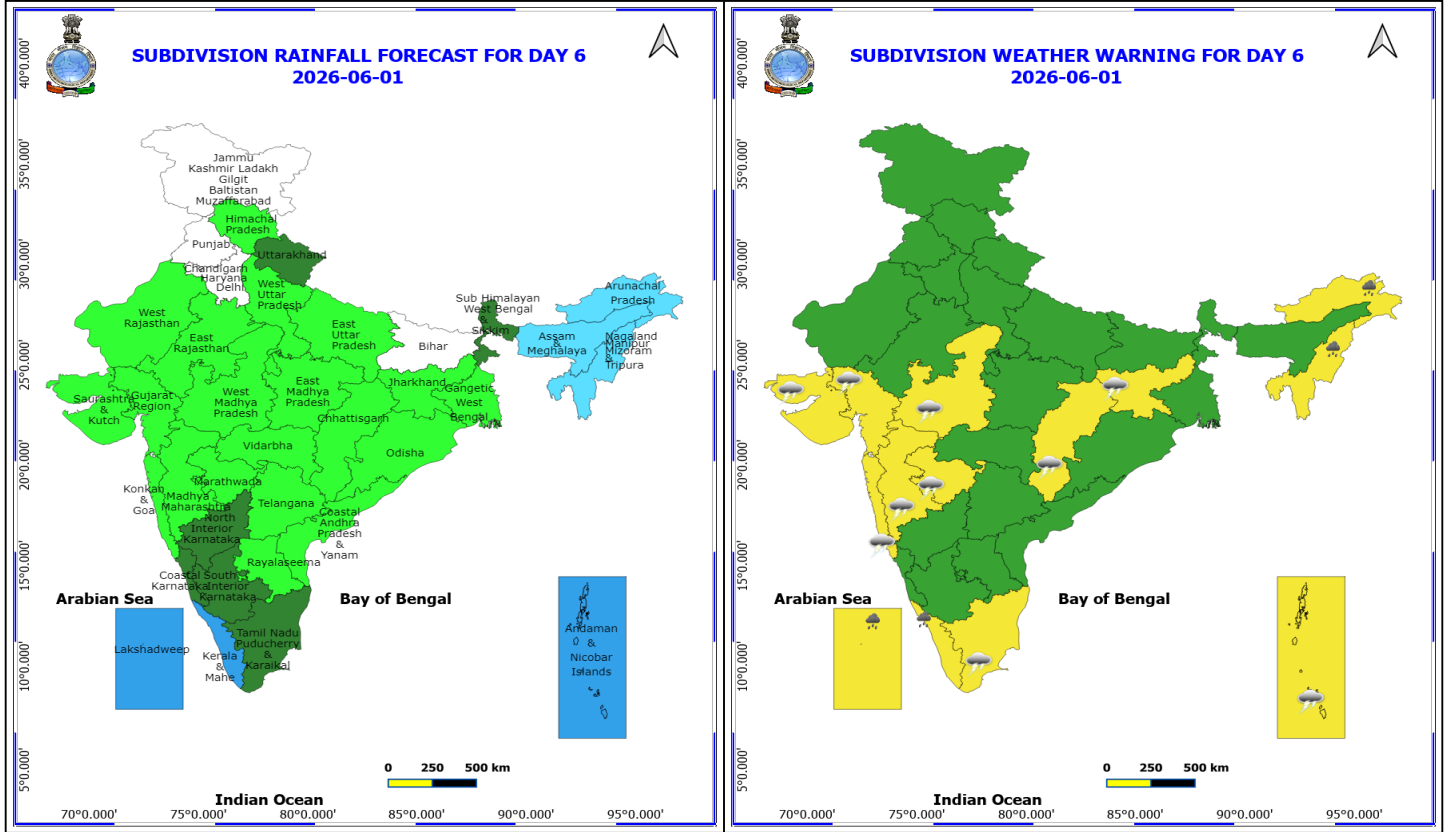 SUBDIVISION RAINFALL FORECAST FOR DAY 6
2026-06-01
40°0.000'
35°0.000'
30°0.000'
25°0.000'
20°0.000'
15°0.000'
10°0.000'
5°0.000'
Jammu
Kashmir Ladakh
Gilgit
Baltistan
Muzaffarabad
Himachal
Pradesh
Punjab
Uttarakhand
Chandigarh
Haryana
Delhi
West
Uttar
Pradesh
West
Rajasthan
East
Rajasthan
East
Uttar
Pradesh
Bihar
Sub Himalayan
West Bengal
&
Sikkim
Arunachal
Pradesh
Assam
&
Meghalaya
Nagaland
Manipur
Mizoram
&
Tripura
Saurashtra
&
Kutch
Gujarat
Region
West
Madhya
Pradesh
East
Madhya
Pradesh
Jharkhand
Gangetic
West
Bengal
Chhattisgarh
Vidarbha
Odisha
Konkan
&
Goa
Madhya
Maharashtra
Marathwada
Telangana
North
Interior
Karnataka
Coastal
Andhra
Pradesh
&
Yanam
Rayalaseema
Coastal
Karnataka
South
Interior
Karnataka
Tamil Nadu
Puducherry
&
Karaikal
Kerala
&
Mahe
Lakshadweep
Andaman
&
Nicobar
Islands
Arabian Sea
Bay of Bengal
Indian Ocean
0 250 500 km
70°0.000' 75°0.000' 80°0.000' 85°0.000' 90°0.000' 95°0.000'
SUBDIVISION WEATHER WARNING FOR DAY 6
2026-06-01
40°0.000'
35°0.000'
30°0.000'
25°0.000'
20°0.000'
15°0.000'
10°0.000'
5°0.000'
Arabian Sea
Bay of Bengal
Indian Ocean
0 250 500 km
70°0.000' 75°0.000' 80°0.000' 85°0.000' 90°0.000' 95°0.000'